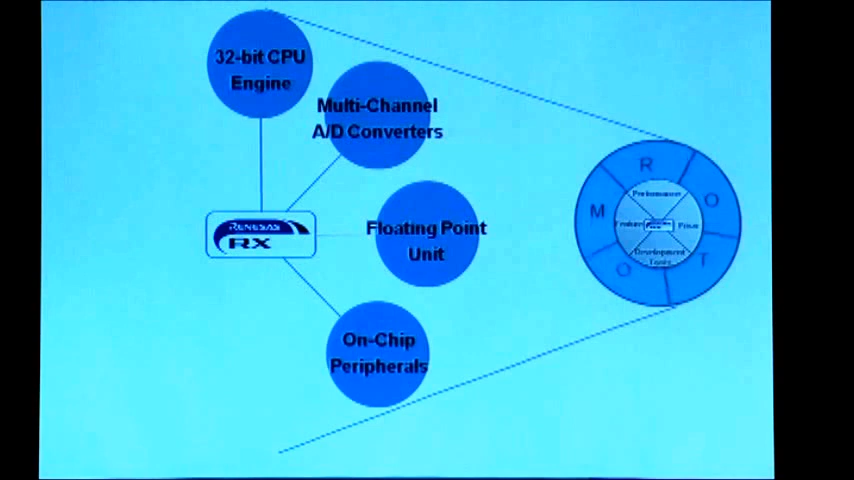 32-bit CPU
Engine
Multi-Channel
A/D Converters
RENESAS
RX
Floating Point
Unit
On-Chip
Peripherals
M
O
T
O
R
Performance
Price
Development
Tools